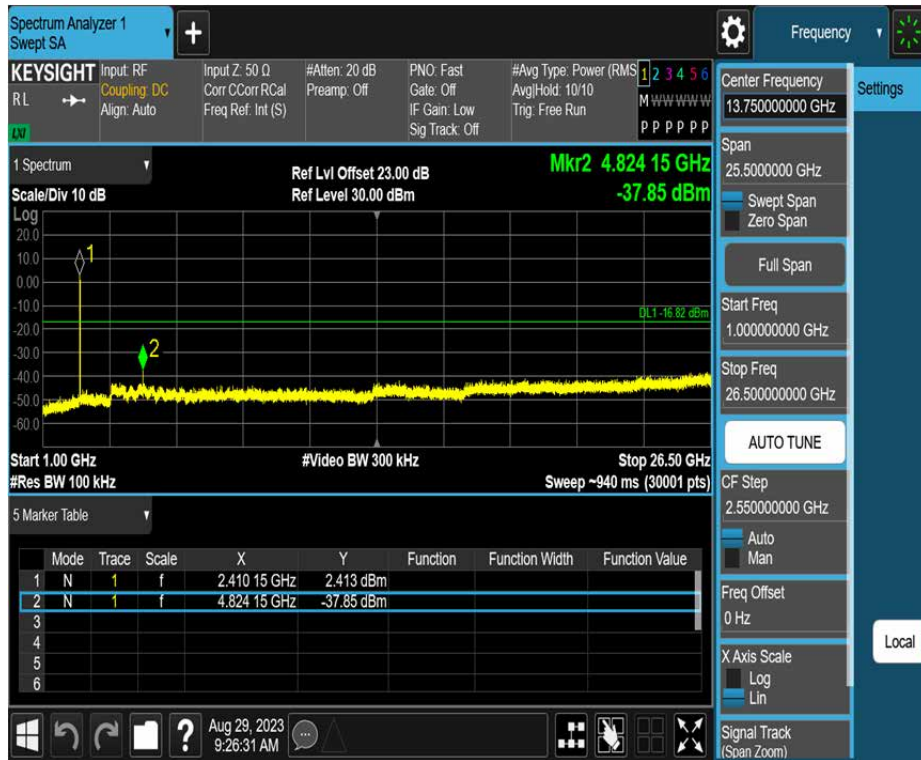 Spectrum Analyzer 1
Swept SA
Frequency
KEYSIGHT
RL
LXI
Input: RF
Coupling: DC
Align: Auto
Input Z: 50 Ω
Corr CCorr RCal
Freq Ref: Int (S)
#Atten: 20 dB
Preamp: Off
PNO: Fast
Gate: Off
IF Gain: Low
Sig Track: Off
#Avg Type: Power (RMS
Avg|Hold: 10/10
Trig: Free Run
1 2 3 4 5 6
M W W W W W
P P P P P P
1 Spectrum
Scale/Div 10 dB
Ref Lvl Offset 23.00 dB
Ref Level 30.00 dBm
Mkr2 4.824 15 GHz
-37.85 dBm
Log
20.0
10.0
0.00
-10.0
-20.0
-30.0
-40.0
-50.0
-60.0
1
2
DL1 -16.82 dBm
Start 1.00 GHz
#Video BW 300 kHz
Stop 26.50 GHz
#Res BW 100 kHz
Sweep ~940 ms (30001 pts)
5 Marker Table
Mode Trace Scale X Y Function Function Width Function Value
1 N 1 f 2.410 15 GHz 2.413 dBm
2 N 1 f 4.824 15 GHz -37.85 dBm
3
4
5
6
Aug 29, 2023
9:26:31 AM
?
Center Frequency
13.750000000 GHz
Span
25.5000000 GHz
Swept Span
Zero Span
Full Span
Start Freq
1.000000000 GHz
Stop Freq
26.500000000 GHz
AUTO TUNE
CF Step
2.550000000 GHz
Auto
Man
Freq Offset
0 Hz
X Axis Scale
Log
Lin
Signal Track
(Span Zoom)
Settings
Local